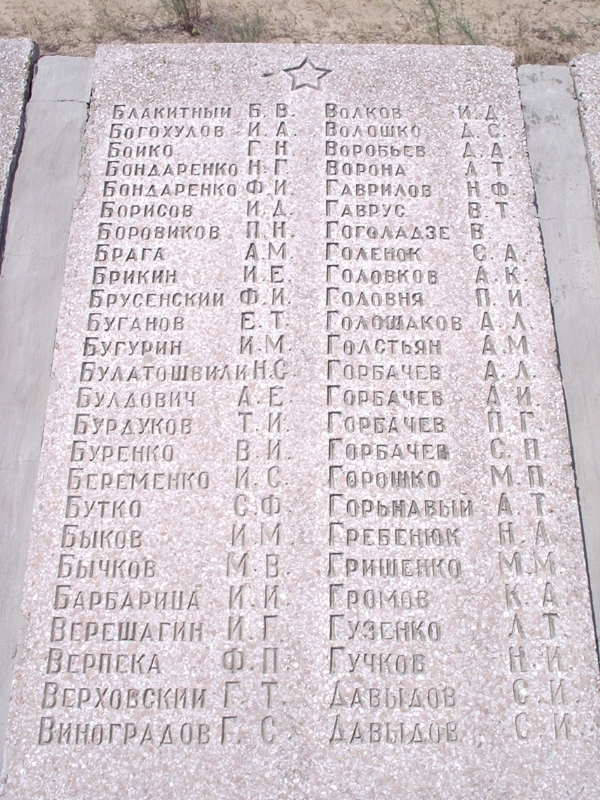 Блакитный Б. В.
Богохулов И. А.
Бойко Г. Н
Бондаренко Н. Г.
Бондаренко Ф. И
Борисов И. Д.
Боровиков П. Н.
Брага А. М.
Брикин И. Е
Брусенский Ф. И.
Буганов Е. Т.
Бугурин И. М.
Булатошвили Н. С.
Булдович А. Е
Бурдуков Т. И.
Буренко В. И
Беременко И. С.
Бутко С. Ф.
Быков И М
Бычков М. В.
Барбарица И. И
Верешагин И. Г.
Верпека Ф. П.
Верховский Г. Т.
Виноградов Г. С
Волков И. Д.
Волошко Д. С.
Воробьев Д. А.
Ворона Л Т
Гаврилов Н Ф.
Гаврус В. Т
Гоголадзе В
Голенок С. А.
Головков А. К.
Головня П. И
Голошаков А. Л.
Голстьян А. М
Горбачев А. Л
Горбачев И.
Горбачев П. Г.
Горбачев С. П.
Горошко М. П.
Горьнавый А. Т.
Гребенюк Н. А.
Гришенко М. М
Громов К. А.
Гузенко Л Т
Гучков Н И
Давыдов С. И.
Давыдов С И